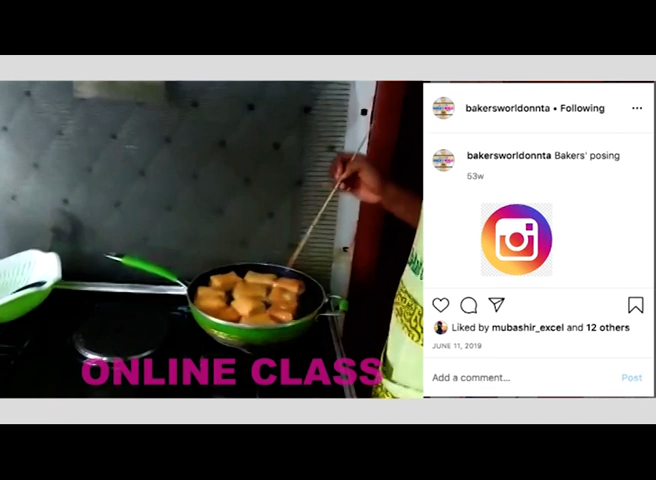 bakersworldonnta • Following
bakersworldonnta Bakers' posing
53w
Liked by mubashir_excel and 12 others
JUNE 11, 2019
Add a comment... Post
ONLINE CLASS